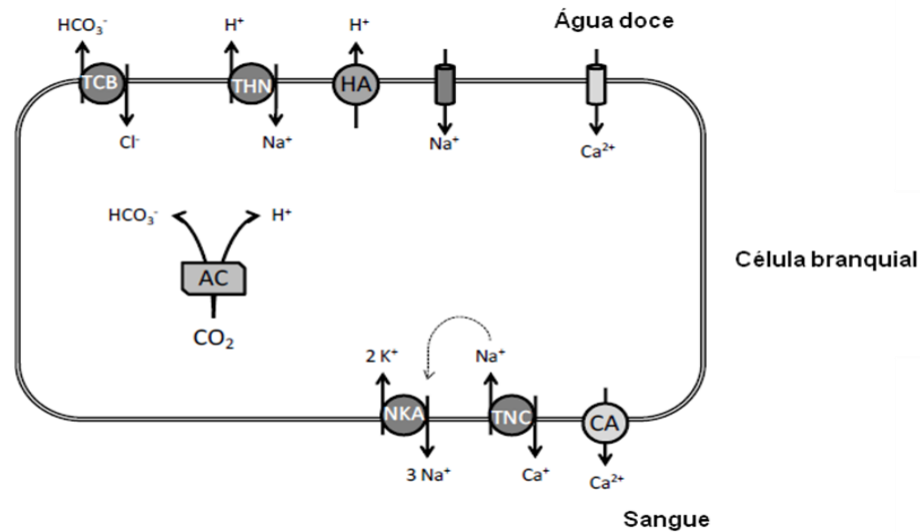 Água doce
HCO₃⁻ H⁺ H⁺
TCB THN HA
Cl⁻ Na⁺ Na⁺ Ca²⁺
HCO₃⁻ H⁺
AC
CO₂
Célula branquial
2 K⁺ Na⁺
NKA TNC CA
3 Na⁺ Ca⁺ Ca²⁺
Sangue